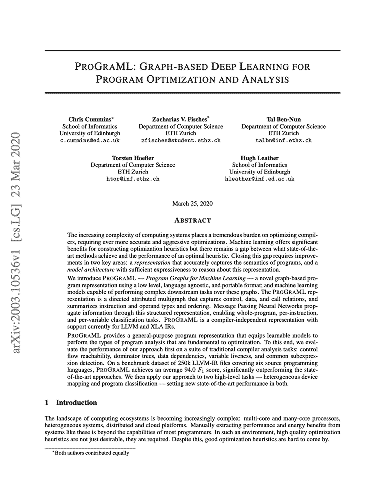 PROGRAML: GRAPH-BASED DEEP LEARNING FOR
PROGRAM OPTIMIZATION AND ANALYSIS
Chris Cummins*
School of Informatics
University of Edinburgh
c.cummins@ed.ac.uk
Zacharias V. Fisches*
Department of Computer Science
ETH Zurich
zfisches@student.ethz.ch
Tal Ben-Nun
Department of Computer Science
ETH Zurich
talbn@inf.ethz.ch
Torsten Hoefler
Department of Computer Science
ETH Zurich
htor@inf.ethz.ch
Hugh Leather
School of Informatics
University of Edinburgh
hleather@inf.ed.ac.uk
March 25, 2020
ABSTRACT
The increasing complexity of computing systems places a tremendous burden on optimizing compilers, requiring ever more accurate and aggressive optimizations. Machine learning offers significant
benefits for constructing optimization heuristics but there remains a gap between what state-of-the-
art methods achieve and the performance of an optimal heuristic. Closing this gap requires improve-
ments in two key areas: a representation that accurately captures the semantics of programs, and a
model architecture with sufficient expressiveness to reason about this representation.
We introduce PROGRAML — Program Graphs for Machine Learning — a novel graph-based pro-
gram representation using a low level, language agnostic, and portable format; and machine learning
models capable of performing complex downstream tasks over these graphs. The PROGRAML rep-
resentation is a directed attributed multigraph that captures control, data, and call relations, and
summarizes instruction and operand types and ordering. Message Passing Neural Networks prop-
agate information through this structured representation, enabling whole-program, per-instruction
and per-variable classification tasks. PROGRAML is a compiler-independent representation with
support currently for LLVM and XLA IRs.
PROGRAML provides a general-purpose program representation that equips learnable models to
perform the types of program analysis that are fundamental to optimization. To this end, we evalu-
ate the performance of our approach first on a suite of traditional compiler analysis tasks: control
flow reachability, dominator trees, data dependencies, variable liveness, and common subexpres-
sion detection. On a benchmark dataset of 250k LLVM-IR files covering six source programming
languages, PROGRAML achieves an average 94.0 F₁ score, significantly outperforming the state-
of-the-art approaches. We then apply our approach to two high-level tasks — heterogeneous device
mapping and program classification — setting new state-of-the-art performance in both.
1 Introduction
The landscape of computing ecosystems is becoming increasingly complex: multi-core and many-core processors,
heterogeneous systems, distributed and cloud platforms. Manually extracting performance and energy benefits from
systems like these is beyond the capabilities of most programmers. In such an environment, high quality optimization
heuristics are not just desirable, they are required. Despite this, good optimization heuristics are hard to come by.
*Both authors contributed equally
arXiv:2003.10536v1 [cs.LG] 23 Mar 2020